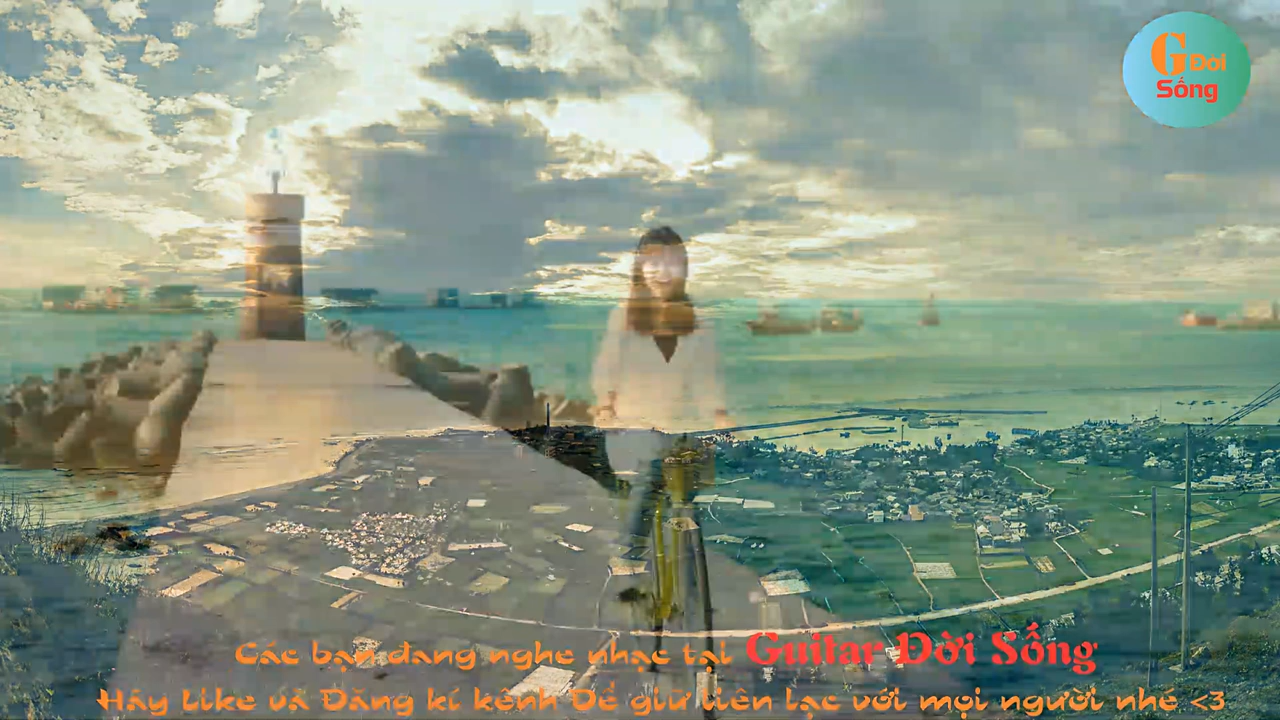 G Doi
Sống
Các bạn đang nghe nhạc tại Guitar Đời Sống
Hãy Like và Đăng kí kênh Để giữ liên lạc với mọi người nhé <3